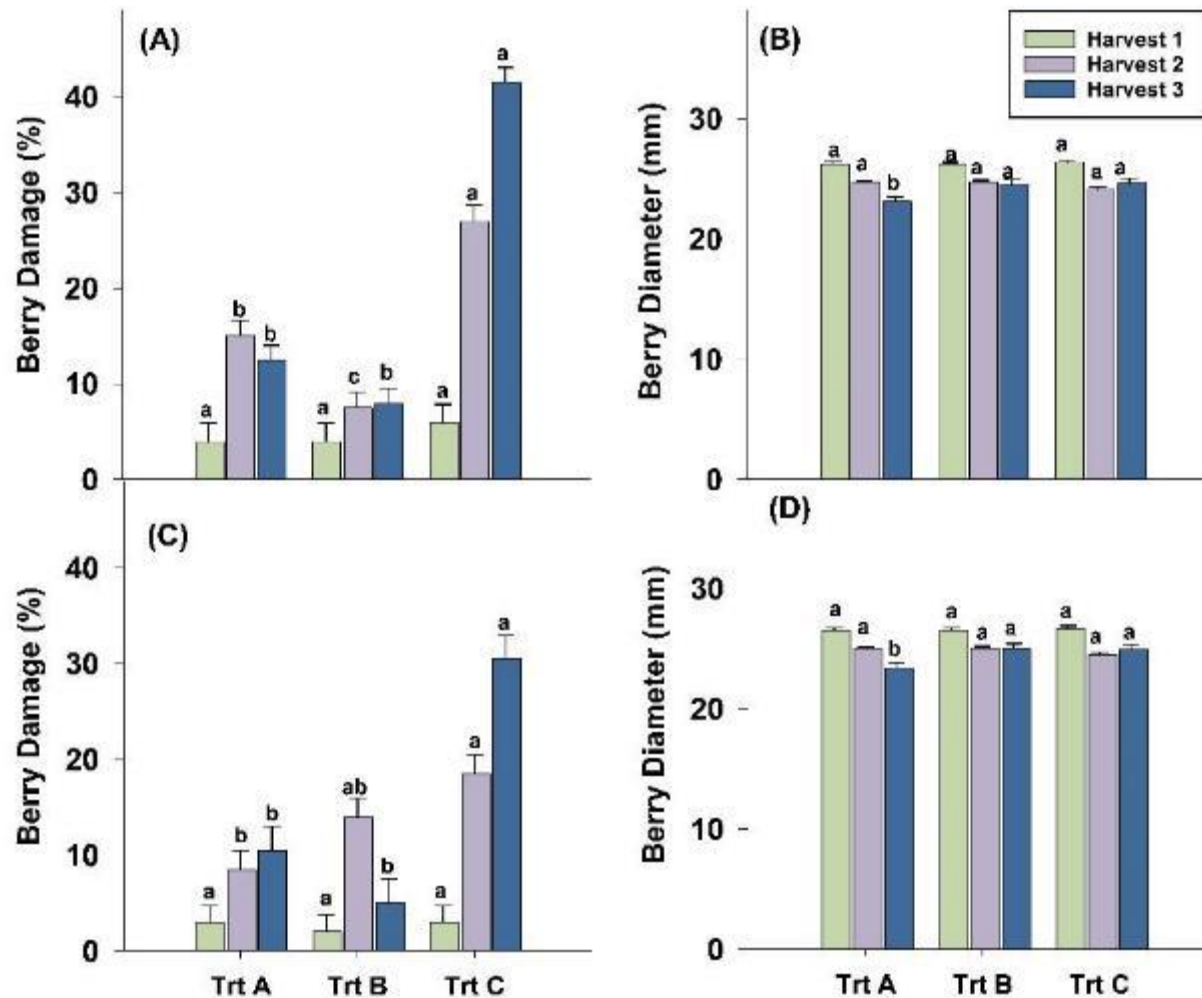 (A)
Berry Damage (%)
40
30
20
10
0
a
b
b
a
c
b
a
a
a
(B)
Harvest 1
Harvest 2
Harvest 3
Berry Diameter (mm)
30
20
10
0
a
a
b
a
a
a
a
a
a
(C)
Berry Damage (%)
40
30
20
10
0
a
b
b
a
ab
b
a
a
a
Trt A
Trt B
Trt C
(D)
Berry Diameter (mm)
30
20
10
0
a
a
b
a
a
a
a
a
a
Trt A
Trt B
Trt C